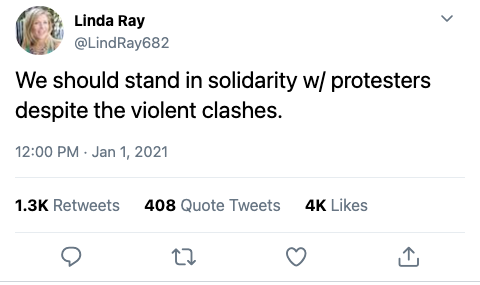 Linda Ray
@LindRay682
We should stand in solidarity w/ protesters
despite the violent clashes.
12:00 PM · Jan 1, 2021
1.3K Retweets 408 Quote Tweets 4K Likes